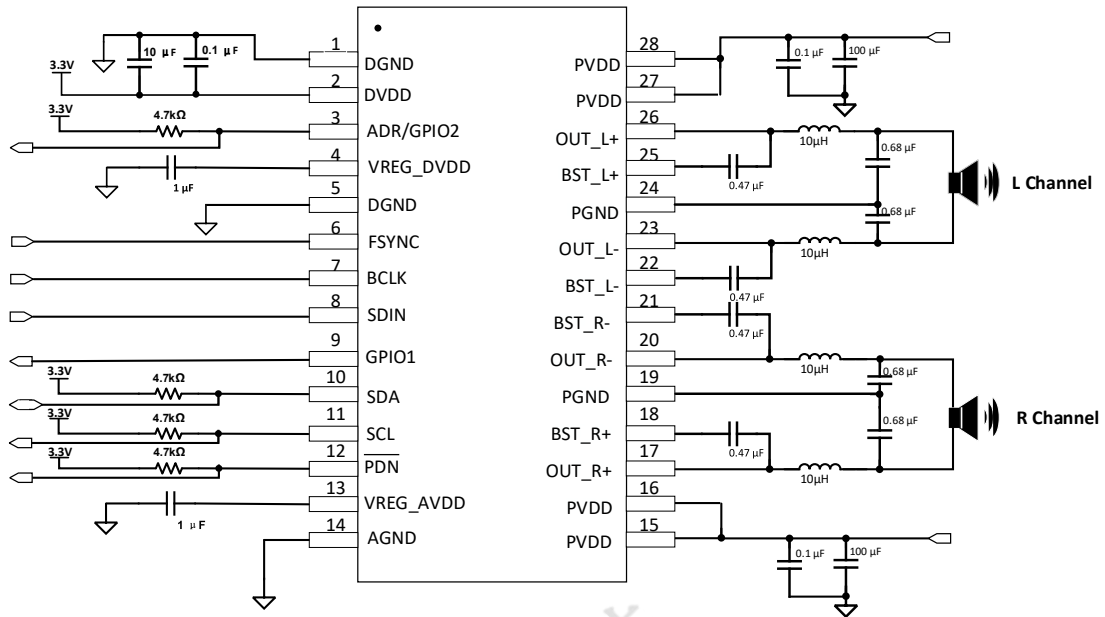 10 μF
0.1 μF
3.3V
1
DGND
2
DVDD
3.3V
4.7kΩ
3
ADR/GPIO2
4
VREG_DVDD
1 μF
5
DGND
6
FSYNC
7
BCLK
8
SDIN
9
GPIO1
3.3V
4.7kΩ
10
SDA
3.3V
4.7kΩ
11
SCL
3.3V
4.7kΩ
12
PDN
13
VREG_AVDD
1 μF
14
AGND
28
PVDD
0.1 μF
100 μF
27
PVDD
26
OUT_L+
10μH
0.68 μF
25
BST_L+
0.47 μF
L Channel
24
PGND
0.68 μF
23
OUT_L-
10μH
22
BST_L-
0.47 μF
21
BST_R-
0.47 μF
20
OUT_R-
10μH
0.68 μF
19
PGND
R Channel
0.68 μF
18
BST_R+
0.47 μF
17
OUT_R+
10μH
16
PVDD
15
PVDD
0.1 μF
100 μF